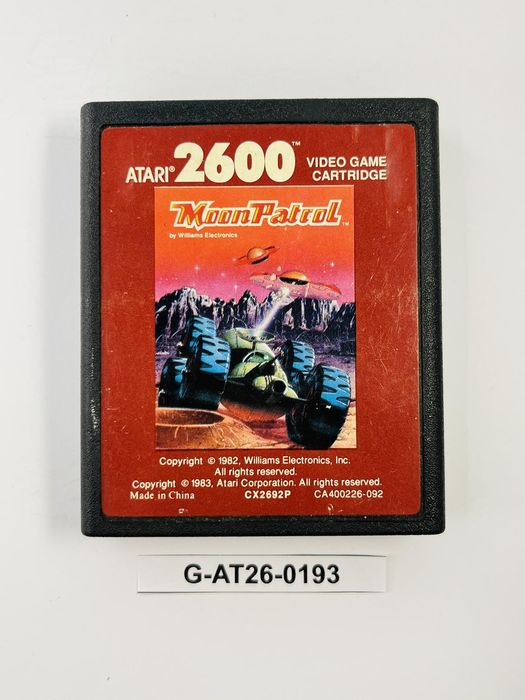 ATARI® 2600™ VIDEO GAME
CARTRIDGE
Moon Patrol™
by Williams Electronics
Copyright © 1982, Williams Electronics, Inc.
All rights reserved.
Copyright © 1983, Atari Corporation. All rights reserved.
Made in China CX2692P CA400226-092
G-AT26-0193